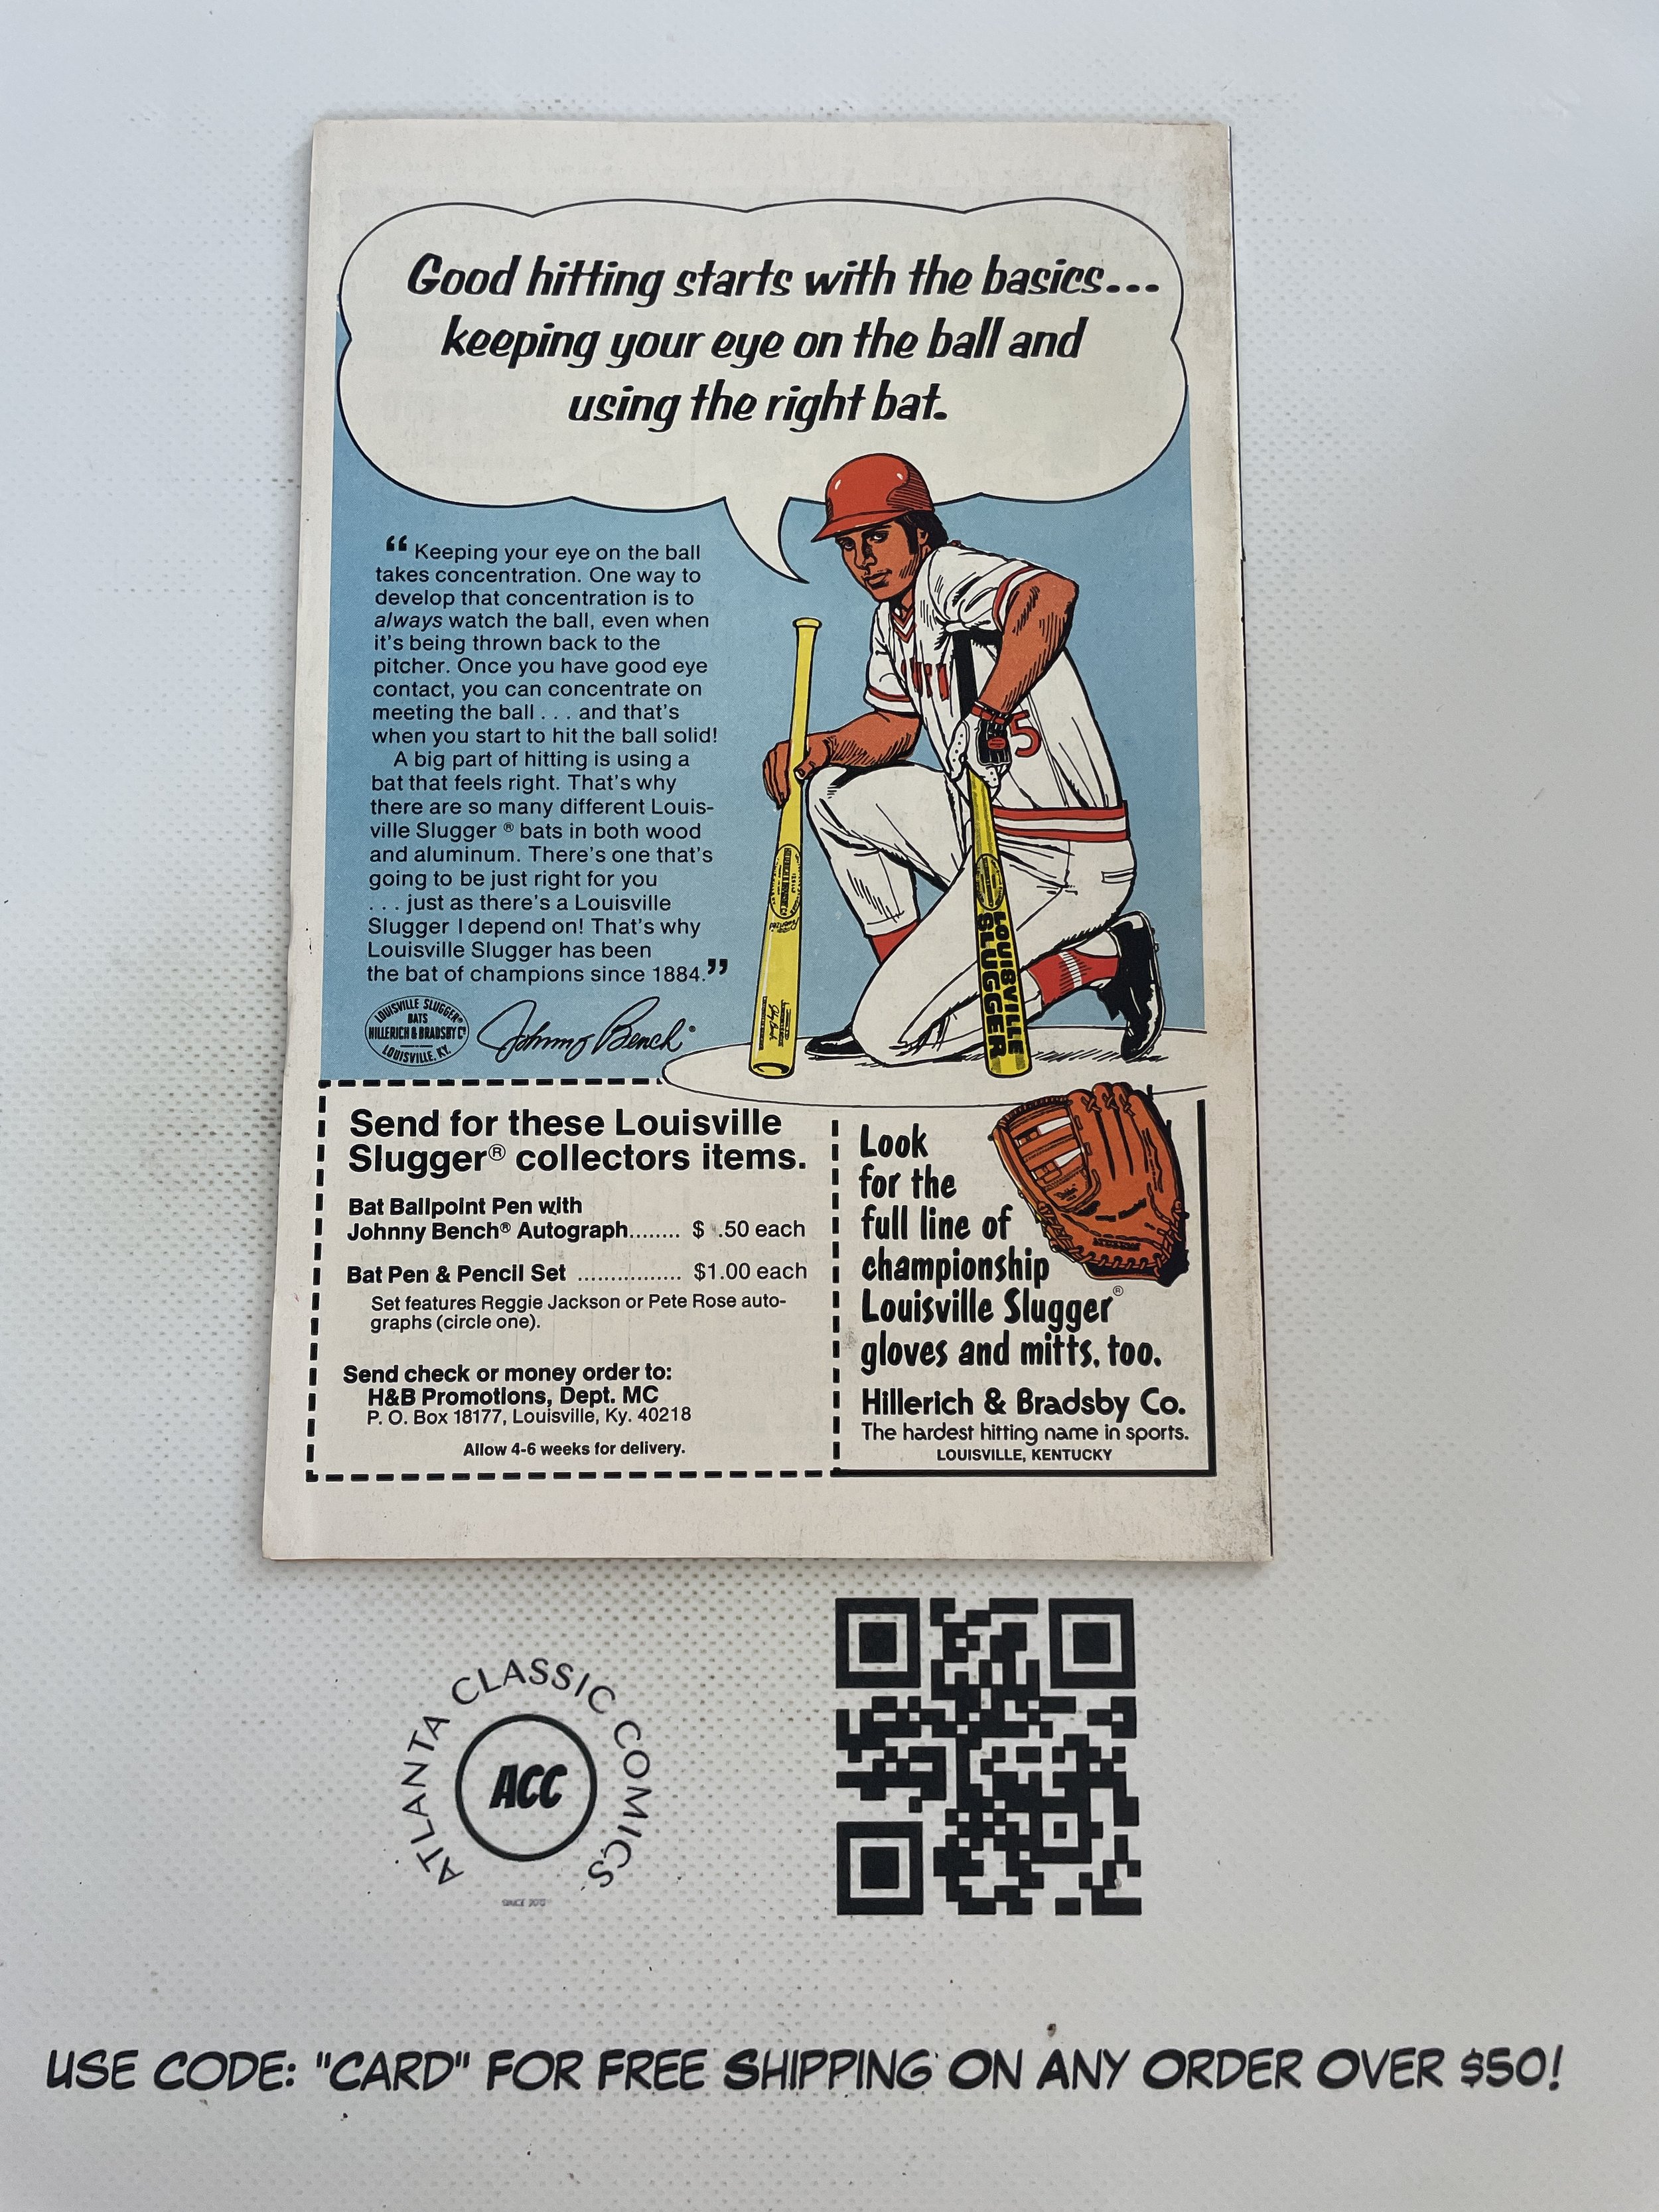 Good hitting starts with the basics...
keeping your eye on the ball and
using the right bat.
“Keeping your eye on the ball
takes concentration. One way to
develop that concentration is to
always watch the ball, even when
it's being thrown back to the
pitcher. Once you have good eye
contact, you can concentrate on
meeting the ball . . . and that's
when you start to hit the ball solid!
A big part of hitting is using a
bat that feels right. That's why
there are so many different Louis-
ville Slugger ® bats in both wood
and aluminum. There's one that's
going to be just right for you
. . . just as there's a Louisville
Slugger I depend on! That's why
Louisville Slugger has been
the bat of champions since 1884.”
LOUISVILLE SLUGGER®
BATS
HILLERICH & BRADSBY Cº
LOUISVILLE, KY.
Johnny Bench®
5
LOUISVILLE
SLUGGER
Send for these Louisville
Slugger® collectors items.
Bat Ballpoint Pen with
Johnny Bench® Autograph........ $ .50 each
Bat Pen & Pencil Set ................ $1.00 each
Set features Reggie Jackson or Pete Rose auto-
graphs (circle one).
Send check or money order to:
H&B Promotions, Dept. MC
P. O. Box 18177, Louisville, Ky. 40218
Allow 4-6 weeks for delivery.
Look
for the
full line of
championship
Louisville Slugger®
gloves and mitts, too.
Hillerich & Bradsby Co.
The hardest hitting name in sports.
LOUISVILLE, KENTUCKY
ATLANTA CLASSIC COMICS
ACC
USE CODE: "CARD" FOR FREE SHIPPING ON ANY ORDER OVER $50!